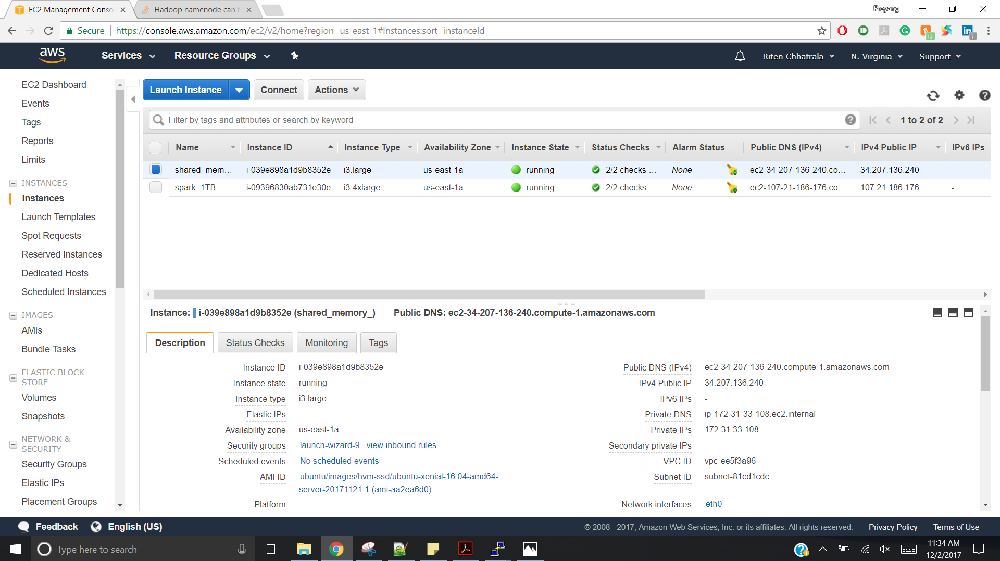 EC2 Management Conso
Hadoop namenode can't
Preyang
Secure https://console.aws.amazon.com/ec2/v2/home?region=us-east-1#Instances:sort=instanceId
13
?
aws Services Resource Groups Riten Chhatrala N. Virginia Support
EC2 Dashboard
Events
Tags
Reports
Limits
INSTANCES
Instances
Launch Templates
Spot Requests
Reserved Instances
Dedicated Hosts
Scheduled Instances
IMAGES
AMIs
Bundle Tasks
ELASTIC BLOCK
STORE
Volumes
Snapshots
NETWORK &
SECURITY
Security Groups
Elastic IPs
Placement Groups
Launch Instance Connect Actions
Filter by tags and attributes or search by keyword 1 to 2 of 2
Name Instance ID Instance Type Availability Zone Instance State Status Checks Alarm Status Public DNS (IPv4) IPv4 Public IP IPv6 IPs
shared_mem... i-039e898a1d9b8352e i3.large us-east-1a running 2/2 checks ... None ec2-34-207-136-240.co... 34.207.136.240 -
spark_1TB i-09396830ab731e30e i3.4xlarge us-east-1a running 2/2 checks ... None ec2-107-21-186-176.co... 107.21.186.176 -
Instance: i-039e898a1d9b8352e (shared_memory_) Public DNS: ec2-34-207-136-240.compute-1.amazonaws.com
Description Status Checks Monitoring Tags
Instance ID i-039e898a1d9b8352e Public DNS (IPv4) ec2-34-207-136-240.compute-1.amazonaws.com
Instance state running IPv4 Public IP 34.207.136.240
Instance type i3.large IPv6 IPs -
Elastic IPs Private DNS ip-172-31-33-108.ec2.internal
Availability zone us-east-1a Private IPs 172.31.33.108
Security groups launch-wizard-9. view inbound rules Secondary private IPs
Scheduled events No scheduled events VPC ID vpc-ee5f3a96
AMI ID ubuntu/images/hvm-ssd/ubuntu-xenial-16.04-amd64- Subnet ID subnet-81cd1cdc
server-20171121.1 (ami-aa2ea6d0)
Platform - Network interfaces eth0
Feedback English (US) © 2008 - 2017, Amazon Web Services, Inc. or its affiliates. All rights reserved. Privacy Policy Terms of Use
Type here to search
11:34 AM
12/2/2017